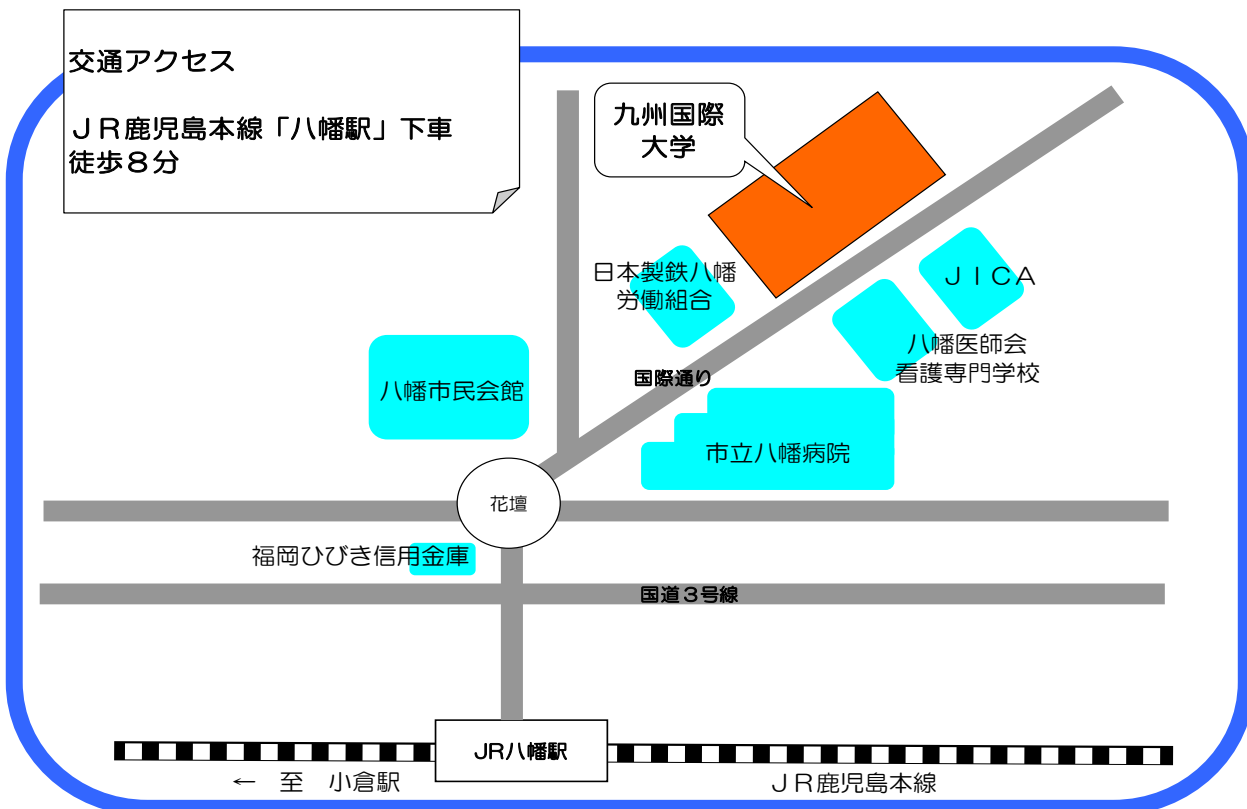 交通アクセス
ＪＲ鹿児島本線「八幡駅」下車
徒歩８分
九州国際
大学
日本製鉄八幡
労働組合
ＪＩＣＡ
八幡医師会
看護専門学校
国際通り
八幡市民会館
市立八幡病院
花壇
福岡ひびき信用金庫
国道３号線
JR八幡駅
← 至 小倉駅
ＪＲ鹿児島本線